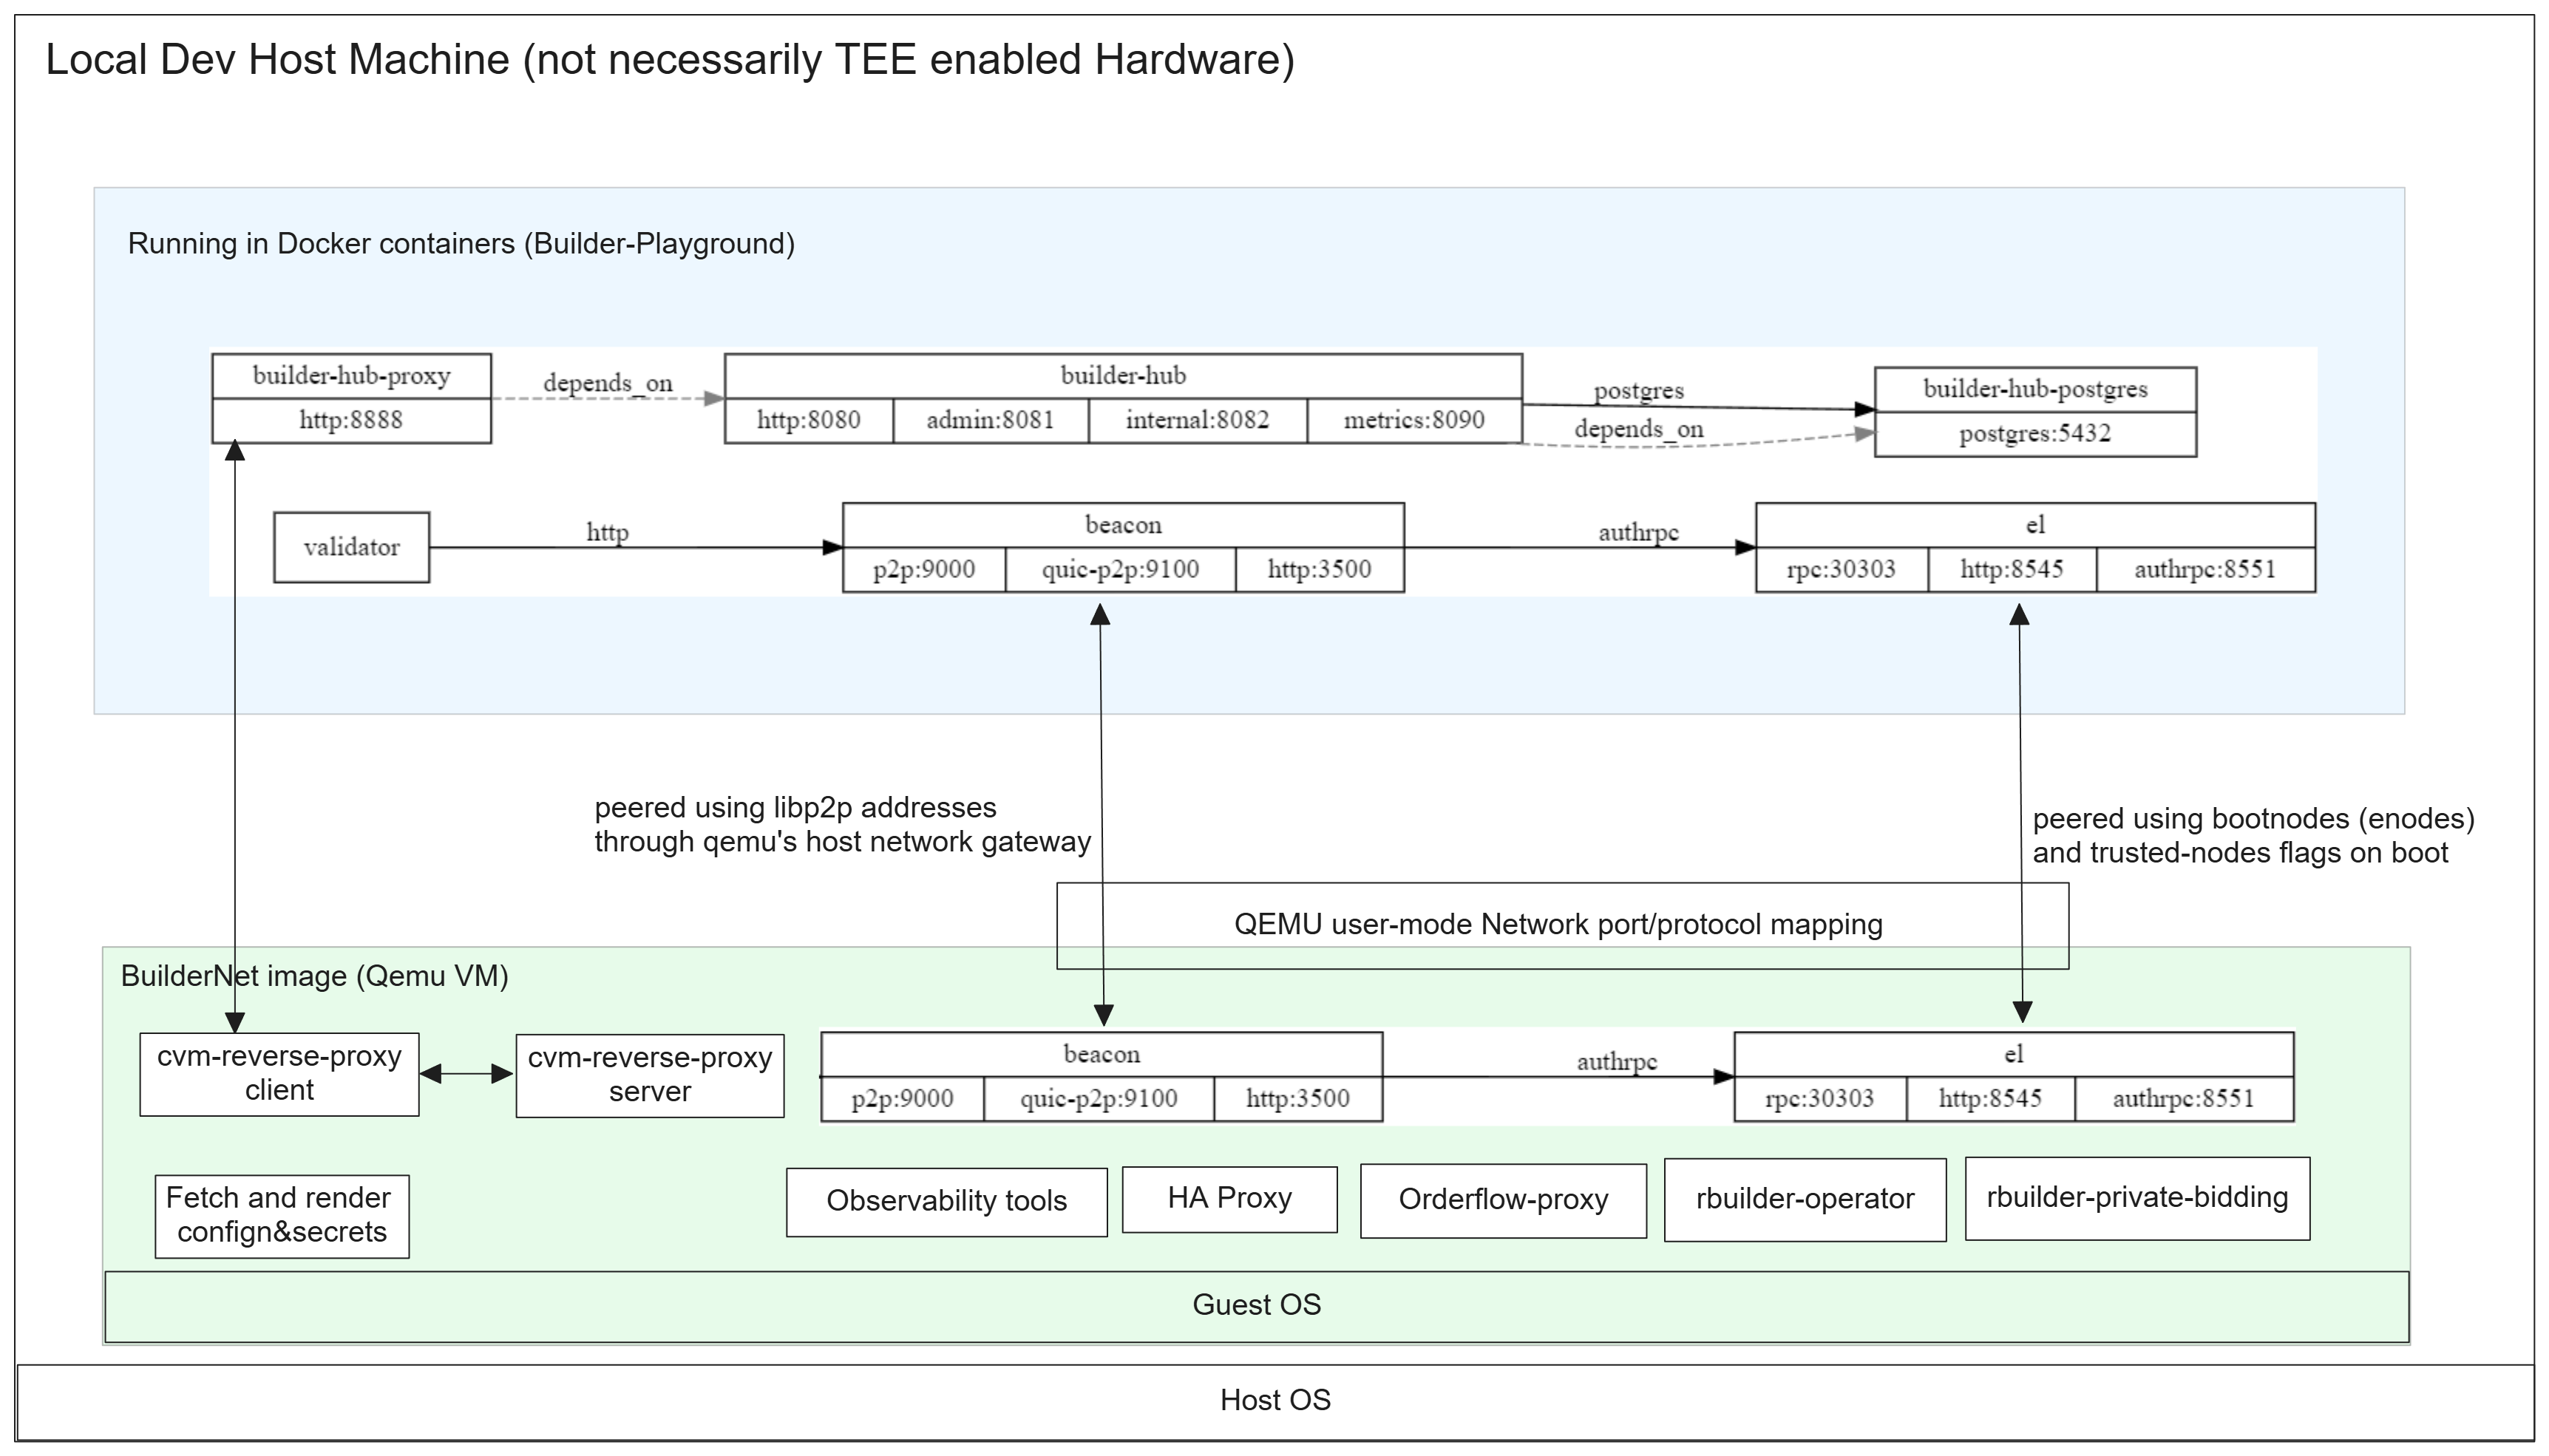 Local Dev Host Machine (not necessarily TEE enabled Hardware)
Running in Docker containers (Builder-Playground)
builder-hub-proxy
http:8888
depends_on
builder-hub
http:8080
admin:8081
internal:8082
metrics:8090
postgres
depends_on
builder-hub-postgres
postgres:5432
validator
http
beacon
p2p:9000
quic-p2p:9100
http:3500
authrpc
el
rpc:30303
http:8545
authrpc:8551
peered using libp2p addresses
through qemu's host network gateway
peered using bootnodes (enodes)
and trusted-nodes flags on boot
QEMU user-mode Network port/protocol mapping
BuilderNet image (Qemu VM)
cvm-reverse-proxy
client
cvm-reverse-proxy
server
beacon
p2p:9000
quic-p2p:9100
http:3500
authrpc
el
rpc:30303
http:8545
authrpc:8551
Fetch and render
confign&secrets
Observability tools
HA Proxy
Orderflow-proxy
rbuilder-operator
rbuilder-private-bidding
Guest OS
Host OS